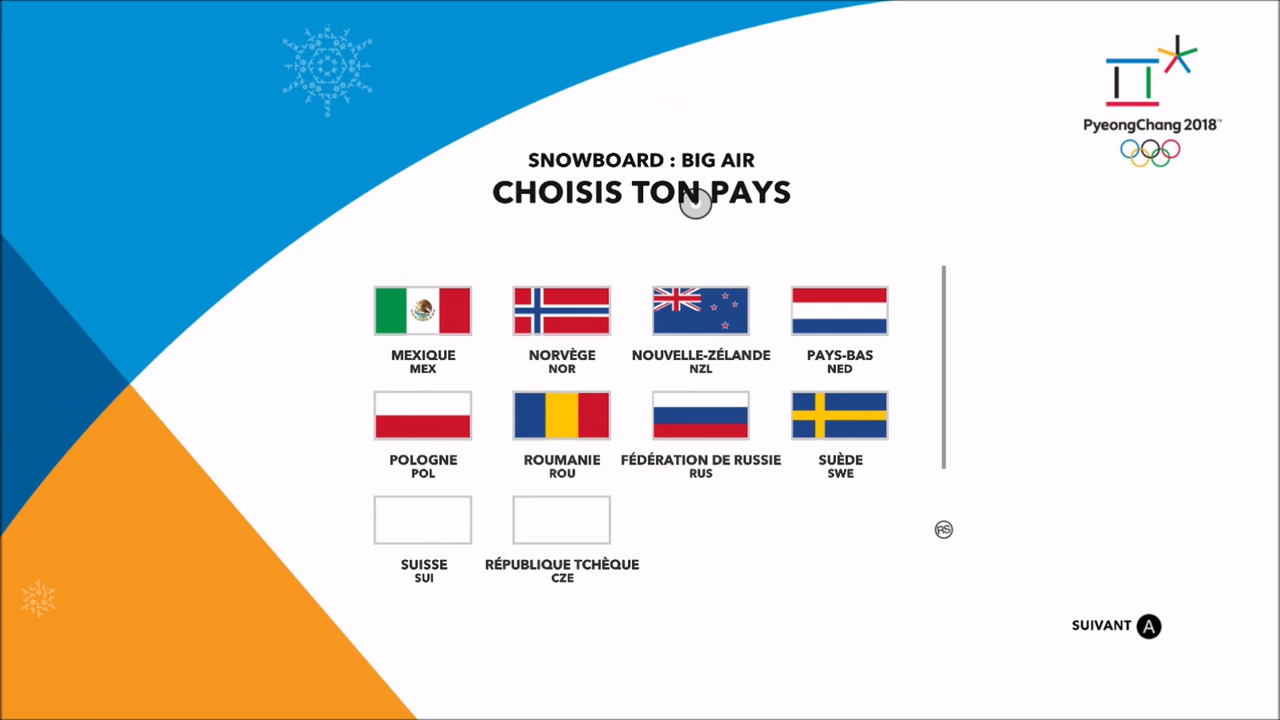 PyeongChang 2018™
SNOWBOARD : BIG AIR
CHOISIS TON PAYS
MEXIQUE
MEX
NORVÈGE
NOR
NOUVELLE-ZÉLANDE
NZL
PAYS-BAS
NED
POLOGNE
POL
ROUMANIE
ROU
FÉDÉRATION DE RUSSIE
RUS
SUÈDE
SWE
SUISSE
SUI
RÉPUBLIQUE TCHÈQUE
CZE
RS
SUIVANT A